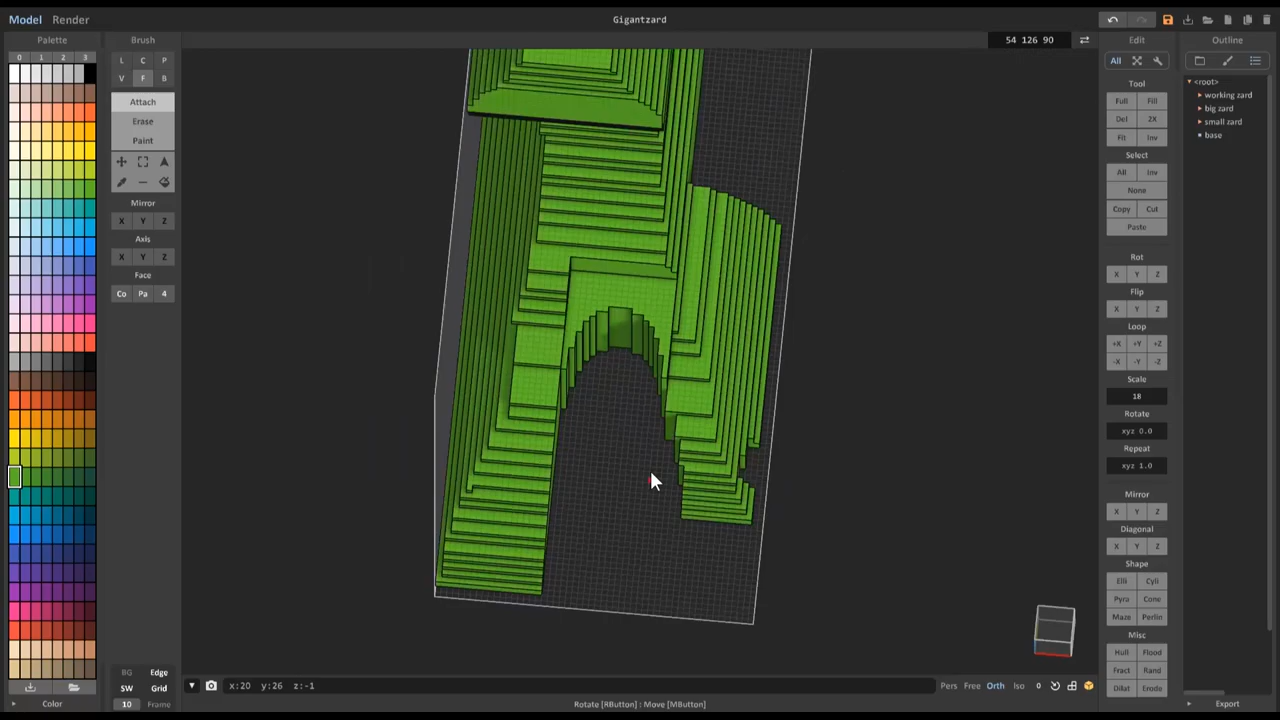 Model Render
Gigantzard
Palette
Brush
54 126 90
Edit
Outline
0 1 2 3
L C P
V F B
Attach
Erase
Paint
Mirror
X Y Z
Axis
X Y Z
Face
Co Pa 4
BG Edge
SW Grid
10 Frame
Color
x:20 y:26 z:-1
Pers Free Orth Iso 0
Rotate [RButton] : Move [MButton]
All
Tool
Full Fill
Del 2X
Fit Inv
Select
All Inv
None
Copy Cut
Paste
Rot
X Y Z
Flip
X Y Z
Loop
+X +Y +Z
-X -Y -Z
Scale
18
Rotate
xyz 0.0
Repeat
xyz 1.0
Mirror
X Y Z
Diagonal
X Y Z
Shape
Elli Cyli
Pyra Cone
Maze Perlin
Misc
Hull Flood
Fract Rand
Dilat Erode
<root>
working zard
big zard
small zard
base
Export